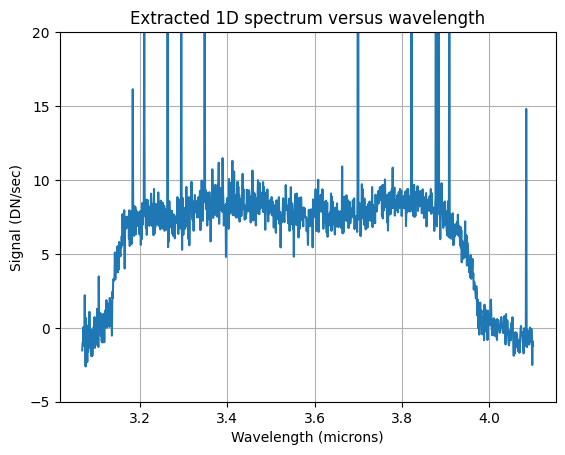 Extracted 1D spectrum versus wavelength
20
15
10
5
0
−5
Signal (DN/sec)
3.2 3.4 3.6 3.8 4.0
Wavelength (microns)